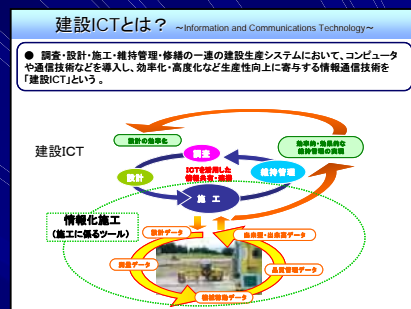 建設ICTとは？ ～Information and Communications Technology～
● 調査・設計・施工・維持管理・修繕の一連の建設生産システムにおいて、コンピュータ
や通信技術などを導入し、効率化・高度化など生産性向上に寄与する情報通信技術を
「建設ICT」という。
建設ICT
設計の効率化
効率的・効果的な
維持管理の実現
調査
ICTを活用した
情報共有・連携
設計
維持管理
施 工
情報化施工
(施工に係るツール)
設計データ
出来形・出来高データ
測量データ
品質管理データ
機械稼働データ